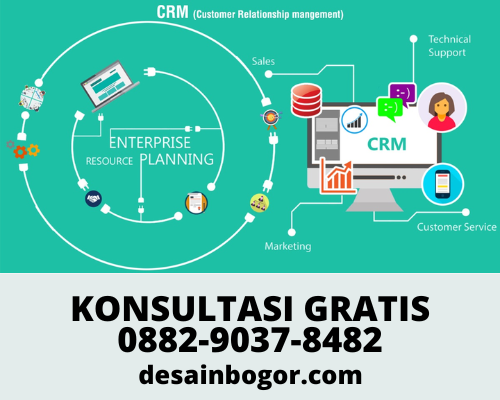 CRM (Customer Relationship mangement)
Technical
Support
Sales
:-)
:-)
CRM
ENTERPRISE
RESOURCE PLANNING
Customer Service
Marketing
KONSULTASI GRATIS
0882-9037-8482
desainbogor.com